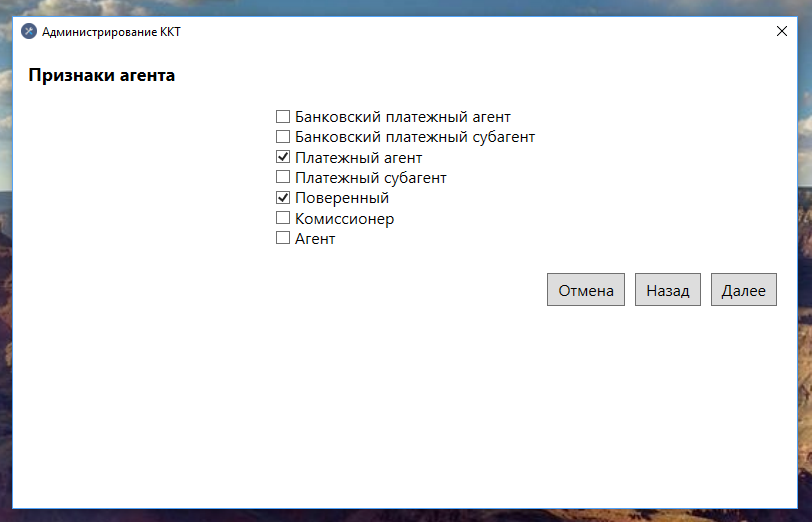 Администрирование ККТ
Признаки агента
Банковский платежный агент
Банковский платежный субагент
Платежный агент
Платежный субагент
Поверенный
Комиссионер
Агент
Отмена Назад Далее